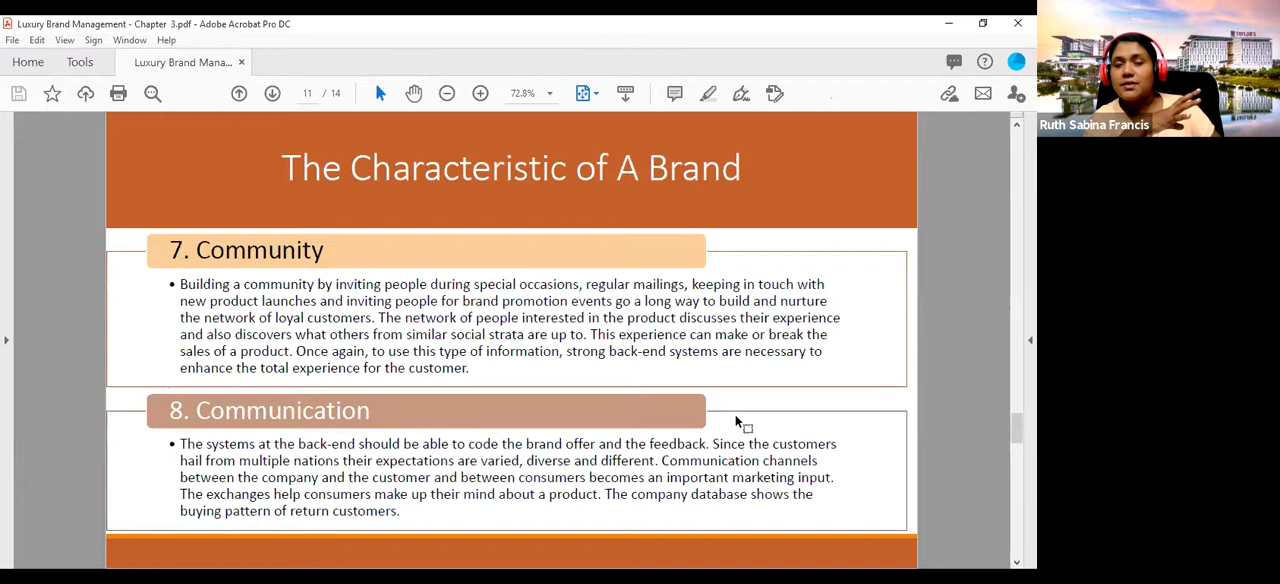 Luxury Brand Management - Chapter 3.pdf - Adobe Acrobat Pro DC
File Edit View Sign Window Help
Home Tools Luxury Brand Mana... ×
11 / 14 72.8%
Ruth Sabina Francis
The Characteristic of A Brand
7. Community
• Building a community by inviting people during special occasions, regular mailings, keeping in touch with
new product launches and inviting people for brand promotion events go a long way to build and nurture
the network of loyal customers. The network of people interested in the product discusses their experience
and also discovers what others from similar social strata are up to. This experience can make or break the
sales of a product. Once again, to use this type of information, strong back-end systems are necessary to
enhance the total experience for the customer.
8. Communication
• The systems at the back-end should be able to code the brand offer and the feedback. Since the customers
hail from multiple nations their expectations are varied, diverse and different. Communication channels
between the company and the customer and between consumers becomes an important marketing input.
The exchanges help consumers make up their mind about a product. The company database shows the
buying pattern of return customers.